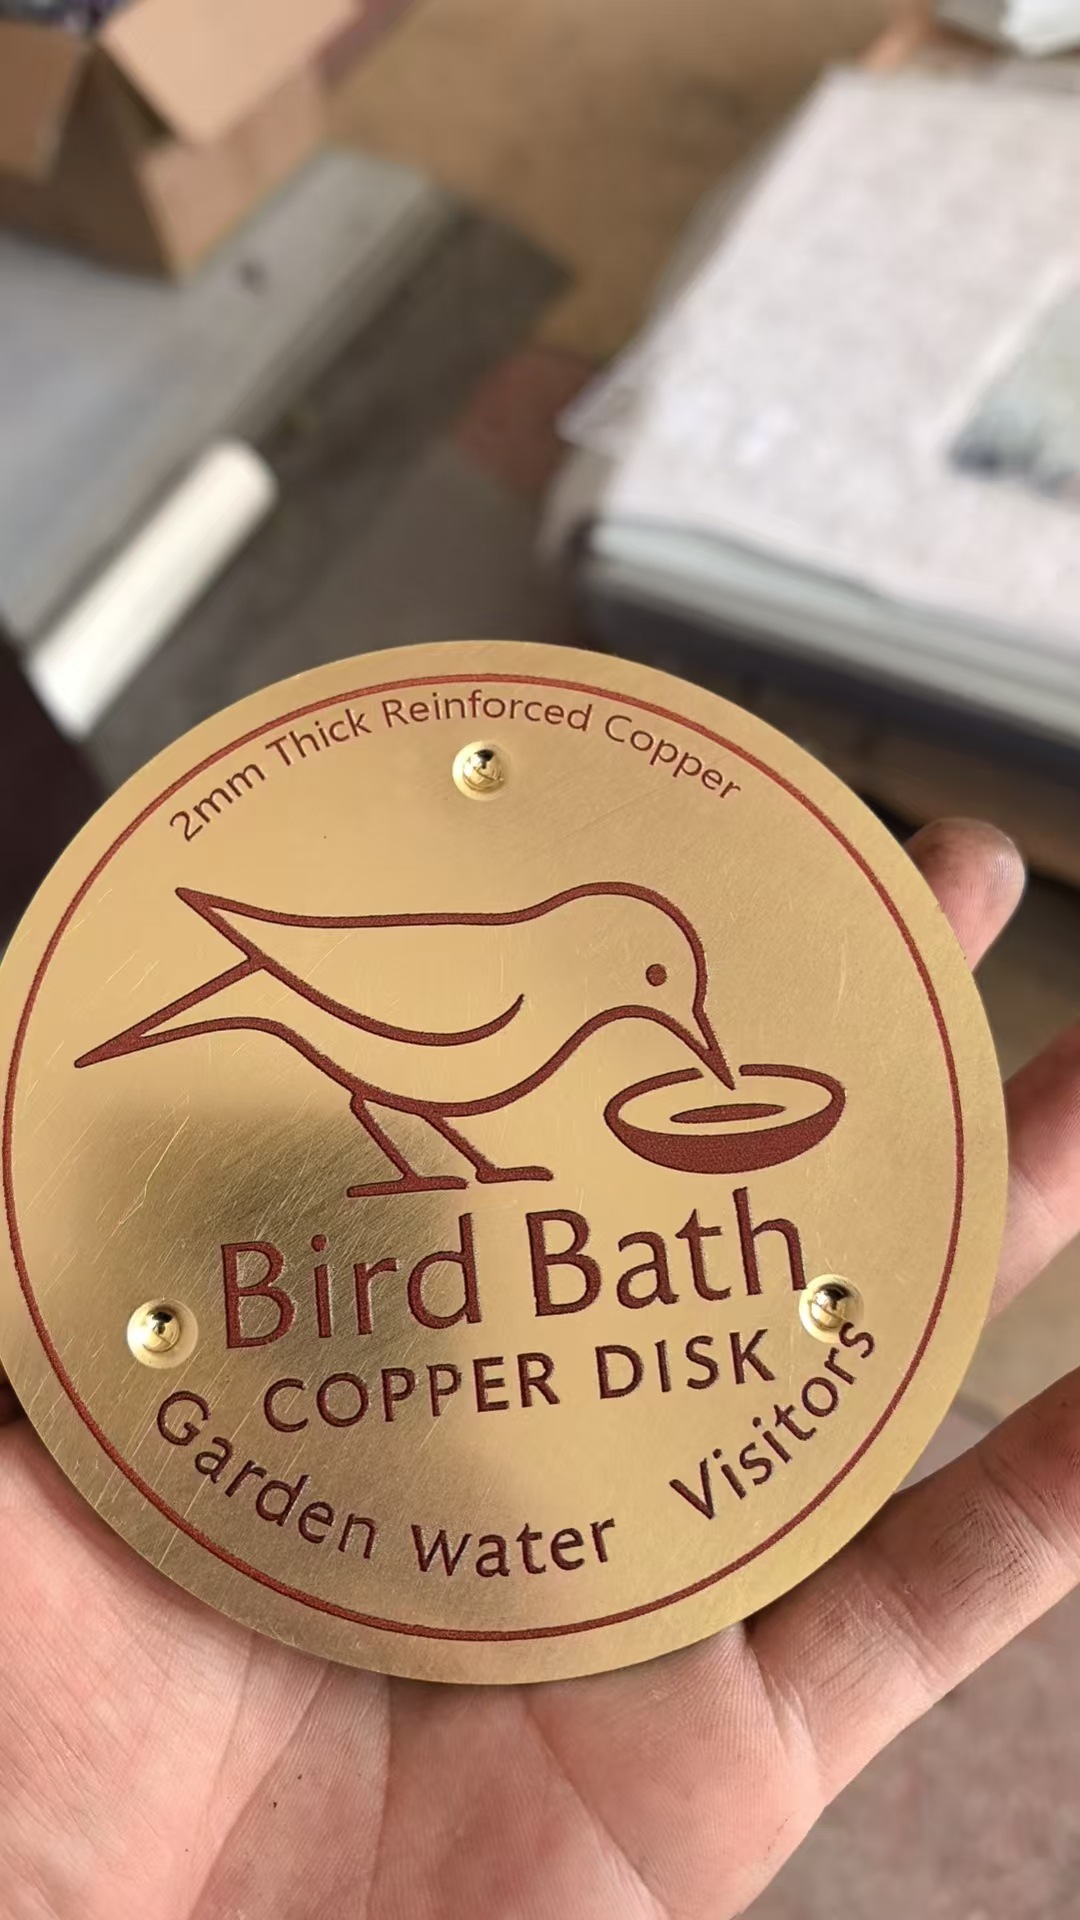 2mm Thick Reinforced Copper
Bird Bath
COPPER DISK
Garden Water Visitors